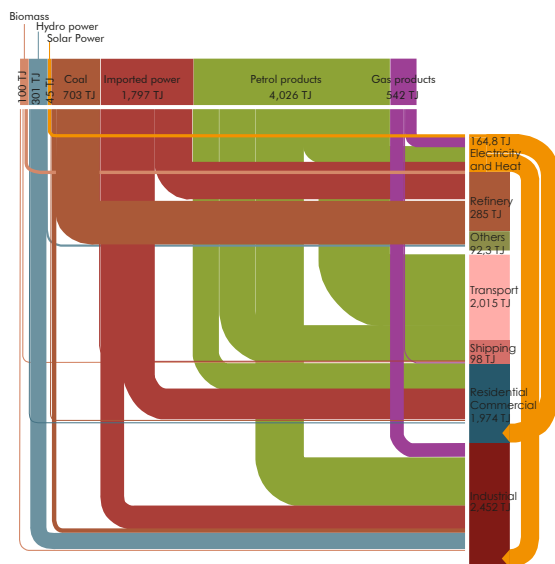 Biomass
Hydro power
Solar Power
100 TJ
301 TJ
45 TJ
Coal
703 TJ
Imported power
1,797 TJ
Petrol products
4,026 TJ
Gas products
542 TJ
164,8 TJ
Electricity
and Heat
Refinery
285 TJ
Others
92,3 TJ
Transport
2,015 TJ
Shipping
98 TJ
Residential
Commercial
1,974 TJ
Industrial
2,452 TJ